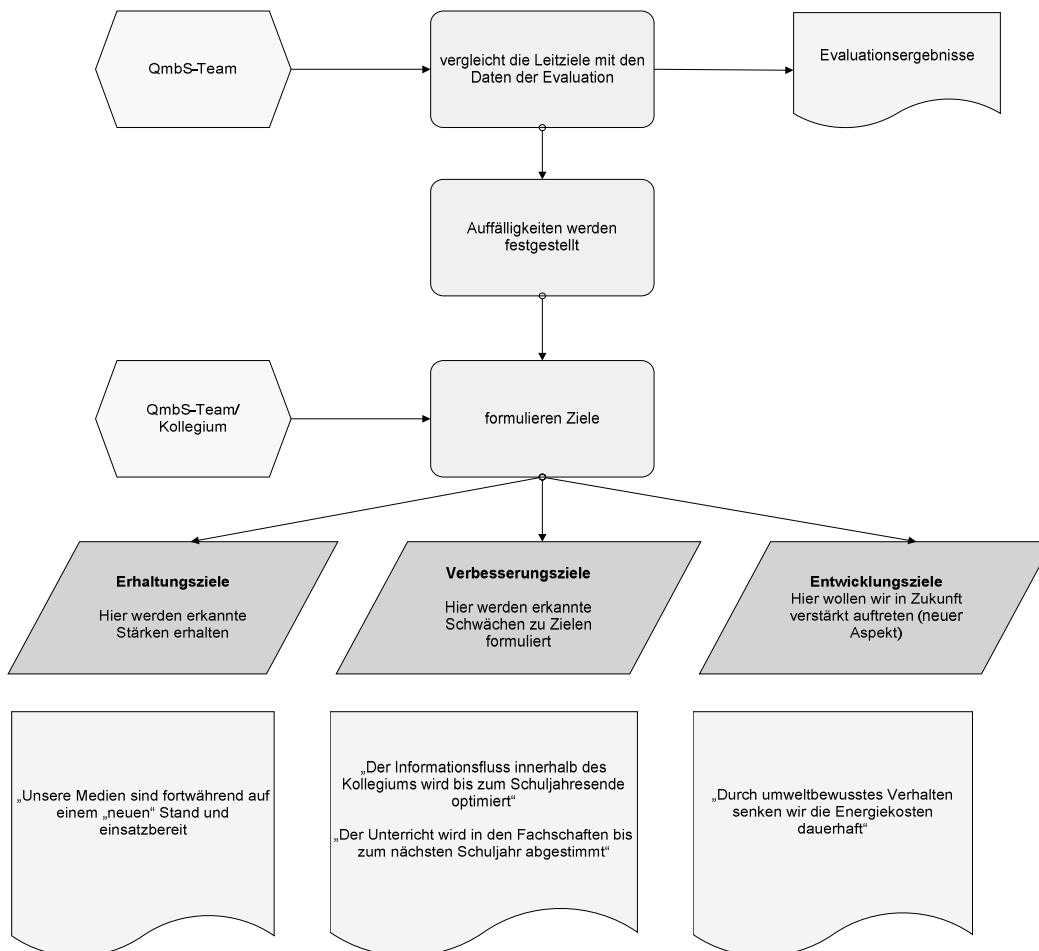 QmbS-Team
vergleicht die Leitziele mit den
Daten der Evaluation
Evaluationsergebnisse
Auffälligkeiten werden
festgestellt
QmbS-Team/
Kollegium
formulieren Ziele
Erhaltungsziele
Hier werden erkannte
Stärken erhalten
Verbesserungsziele
Hier werden erkannte
Schwächen zu Zielen
formuliert
Entwicklungsziele
Hier wollen wir in Zukunft
verstärkt auftreten (neuer
Aspekt)
„Unsere Medien sind fortwährend auf
einem „neuen“ Stand und
einsatzbereit
„Der Informationsfluss innerhalb des
Kollegiums wird bis zum Schuljahresende
optimiert“
„Der Unterricht wird in den Fachschaften bis
zum nächsten Schuljahr abgestimmt“
„Durch umweltbewusstes Verhalten
senken wir die Energiekosten
dauerhaft“